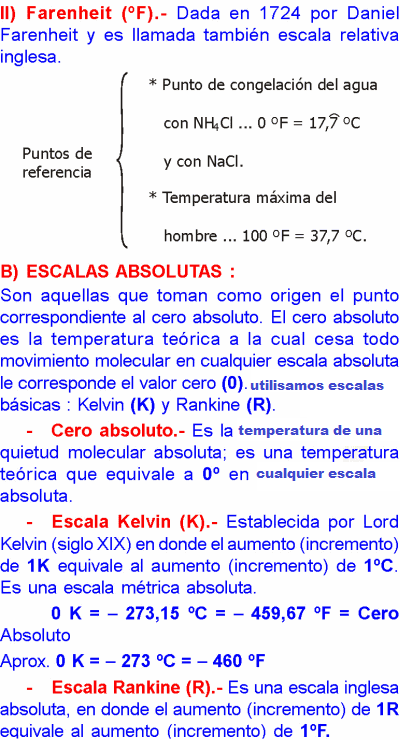 II) Farenheit (ºF).- Dada en 1724 por Daniel
Farenheit y es llamada también escala relativa
inglesa.
Puntos de
referencia
* Punto de congelación del agua
con NH₄Cl ... 0 ºF = 17,7̂ ºC
y con NaCl.
* Temperatura máxima del
hombre ... 100 ºF = 37,7 ºC.
B) ESCALAS ABSOLUTAS :
Son aquellas que toman como origen el punto
correspondiente al cero absoluto. El cero absoluto
es la temperatura teórica a la cual cesa todo
movimiento molecular en cualquier escala absoluta
le corresponde el valor cero (0). utilisamos escalas
básicas : Kelvin (K) y Rankine (R).
- Cero absoluto.- Es la temperatura de una
quietud molecular absoluta; es una temperatura
teórica que equivale a 0º en cualquier escala
absoluta.
- Escala Kelvin (K).- Establecida por Lord
Kelvin (siglo XIX) en donde el aumento (incremento)
de 1K equivale al aumento (incremento) de 1ºC.
Es una escala métrica absoluta.
0 K = – 273,15 ºC = – 459,67 ºF = Cero
Absoluto
Aprox. 0 K = – 273 ºC = – 460 ºF
- Escala Rankine (R).- Es una escala inglesa
absoluta, en donde el aumento (incremento) de 1R
equivale al aumento (incremento) de 1ºF.